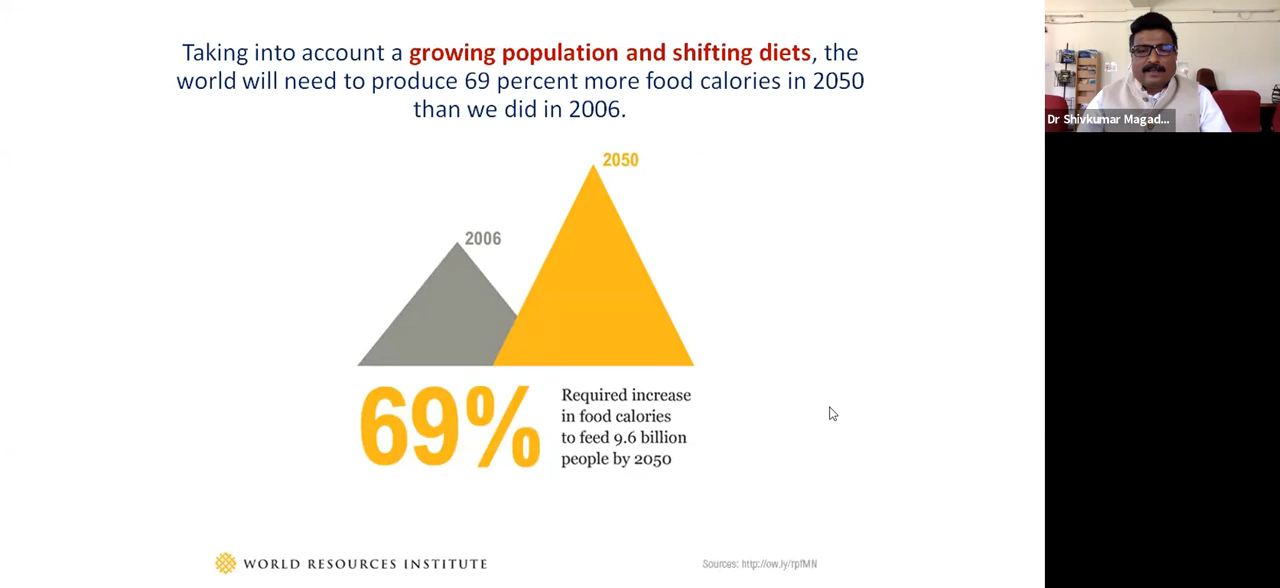 Taking into account a growing population and shifting diets, the
world will need to produce 69 percent more food calories in 2050
than we did in 2006.
Dr Shivkumar Magad...
2050
2006
69%
Required increase
in food calories
to feed 9.6 billion
people by 2050
WORLD RESOURCES INSTITUTE
Sources: http://ow.ly/rpfMN